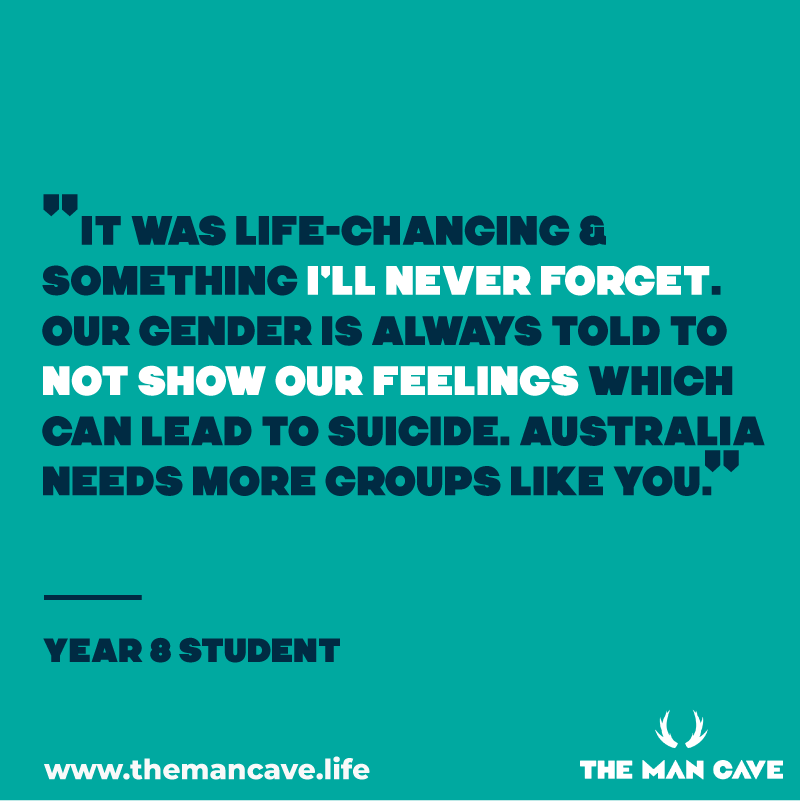 "IT WAS LIFE-CHANGING &
SOMETHING I'LL NEVER FORGET.
OUR GENDER IS ALWAYS TOLD TO
NOT SHOW OUR FEELINGS WHICH
CAN LEAD TO SUICIDE. AUSTRALIA
NEEDS MORE GROUPS LIKE YOU."
YEAR 8 STUDENT
www.themancave.life
THE MAN CAVE